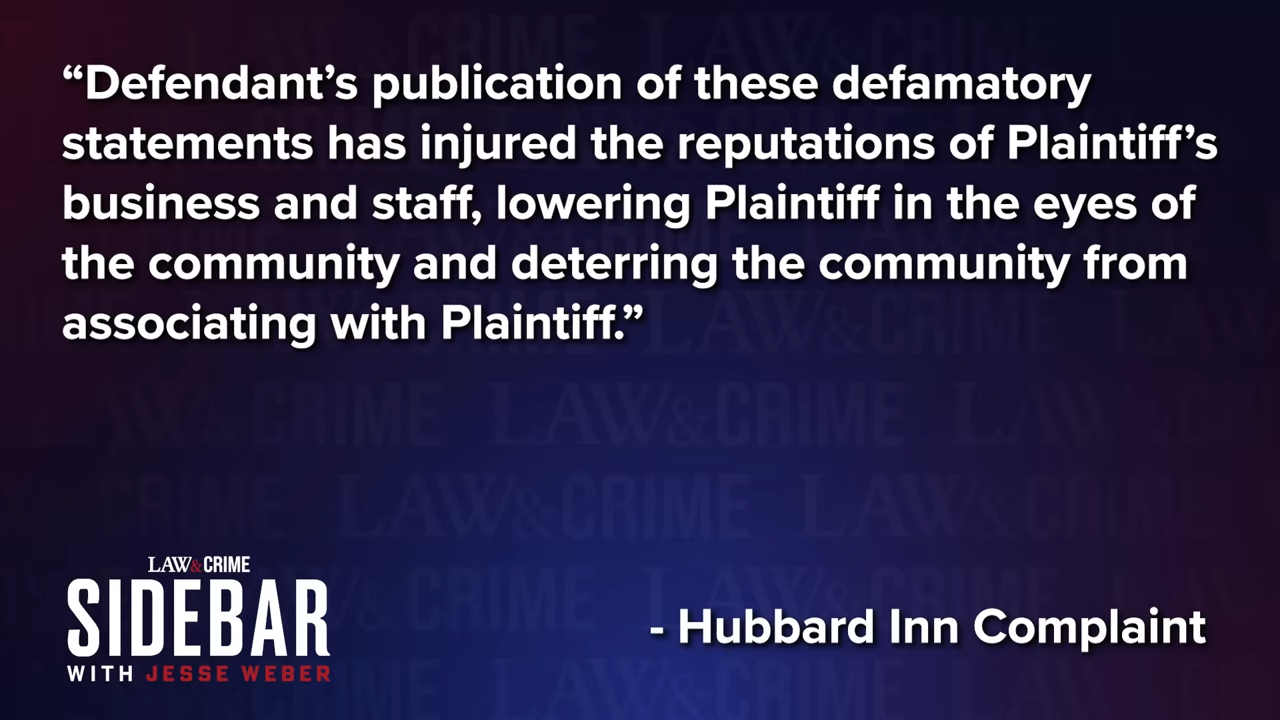 “Defendant’s publication of these defamatory
statements has injured the reputations of Plaintiff’s
business and staff, lowering Plaintiff in the eyes of
the community and deterring the community from
associating with Plaintiff.”
LAW&CRIME
SIDEBAR
WITH JESSE WEBER
- Hubbard Inn Complaint